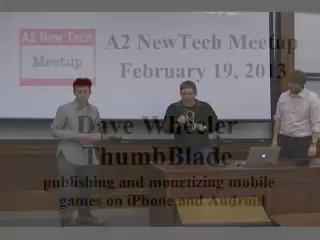 A2 New Tech
Meetup
A2 NewTech Meetup
February 19, 2013
Dave Wheeler
ThumbBlade
publishing and monetizing mobile
games on iPhone and Android